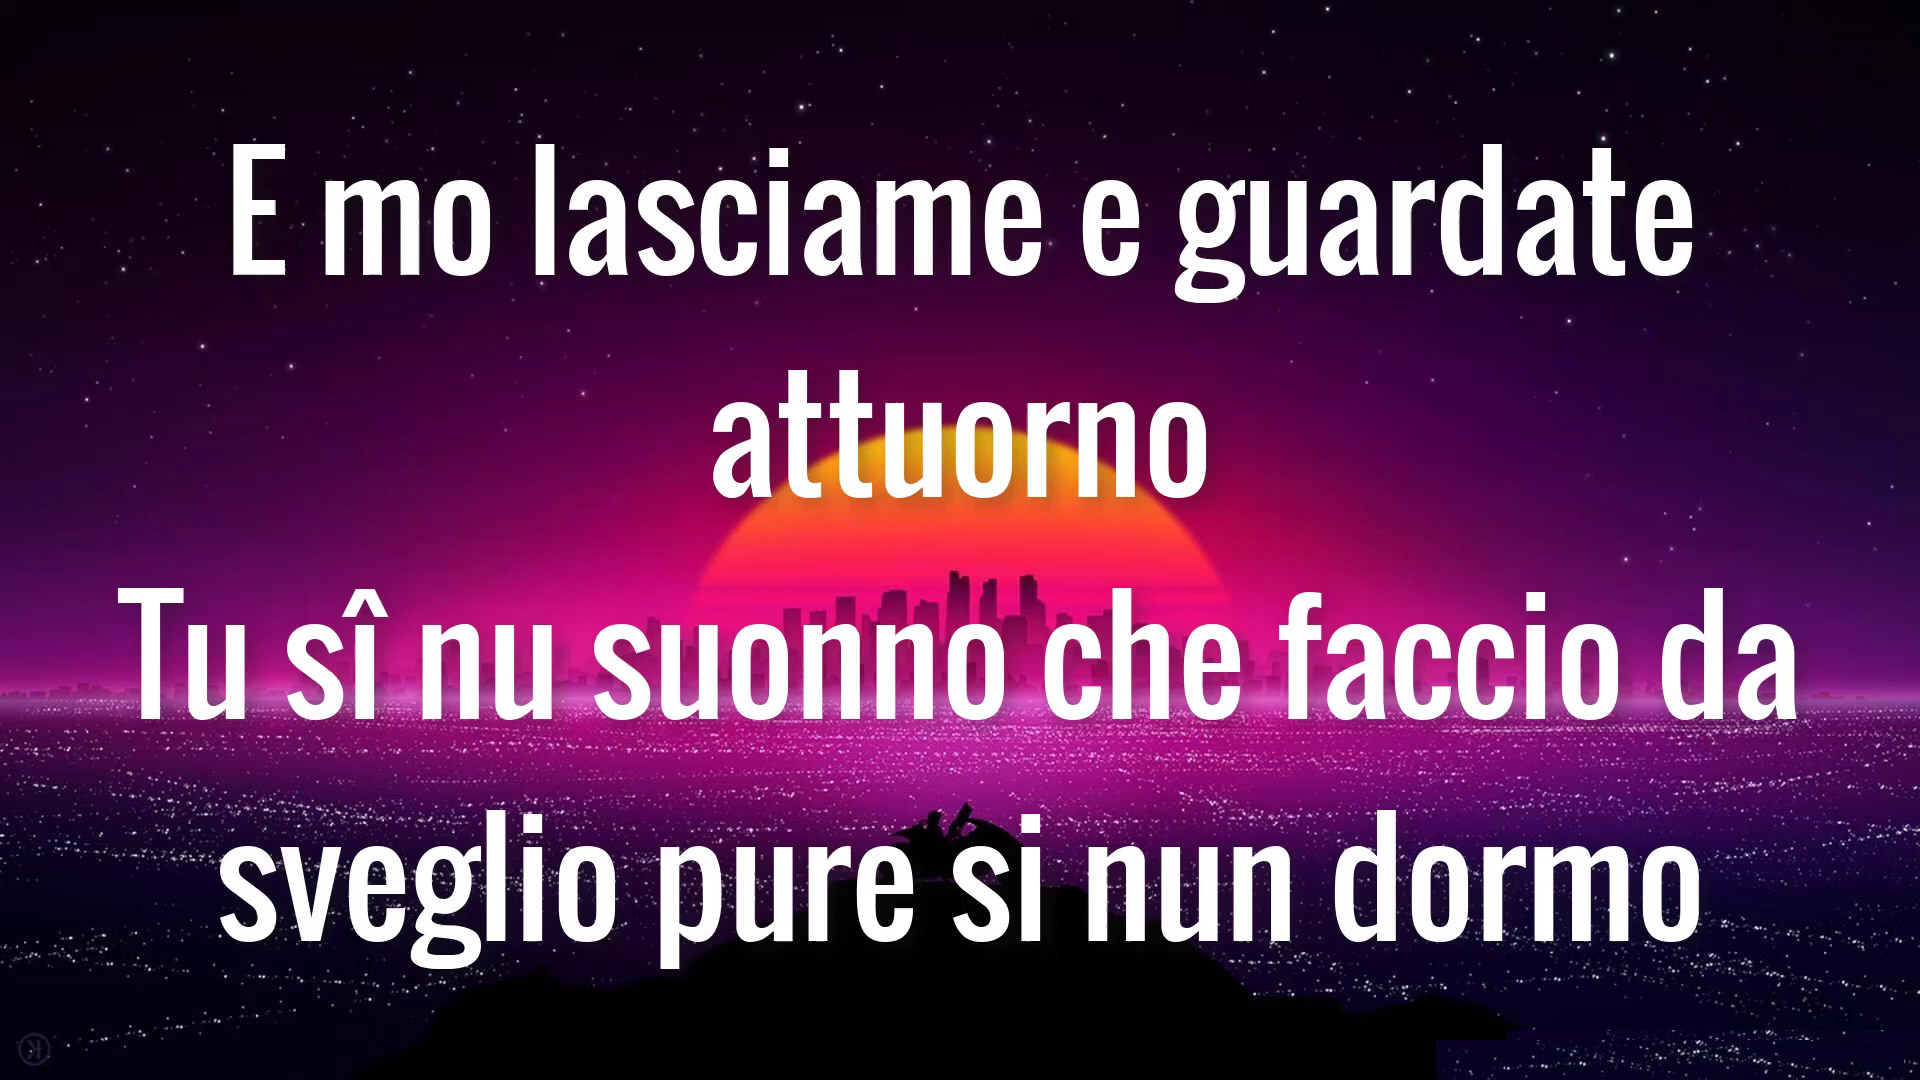 E mo lasciame e guardate
attuorno
Tu sî nu suonno che faccio da
sveglio pure si nun dormo